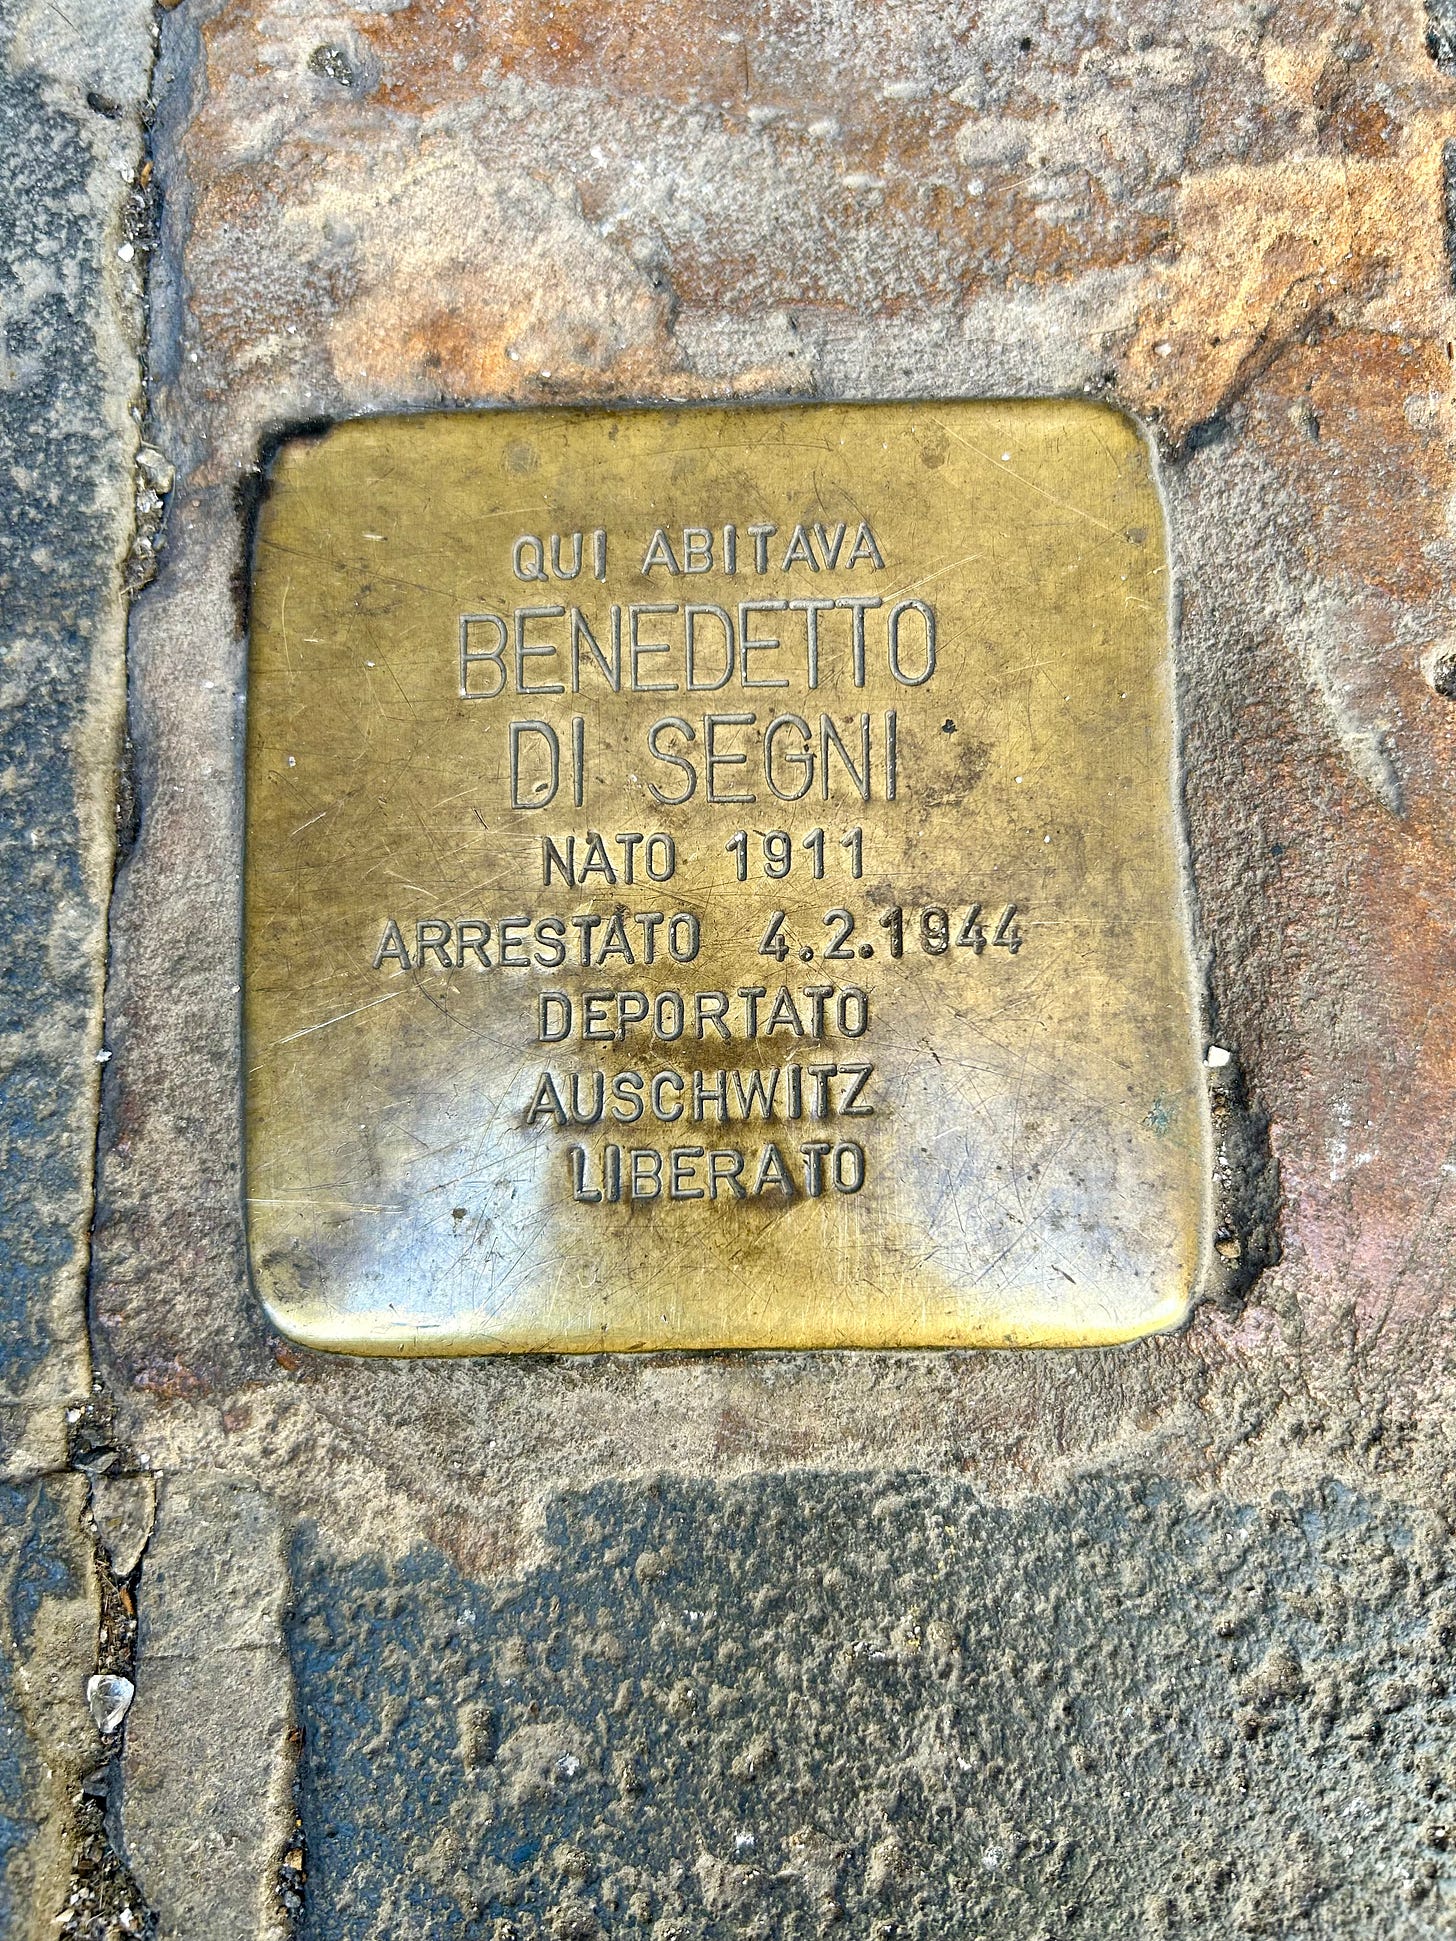 QUI ABITAVA
BENEDETTO
DI SEGNI
NATO 1911
ARRESTATO 4.2.1944
DEPORTATO
AUSCHWITZ
LIBERATO